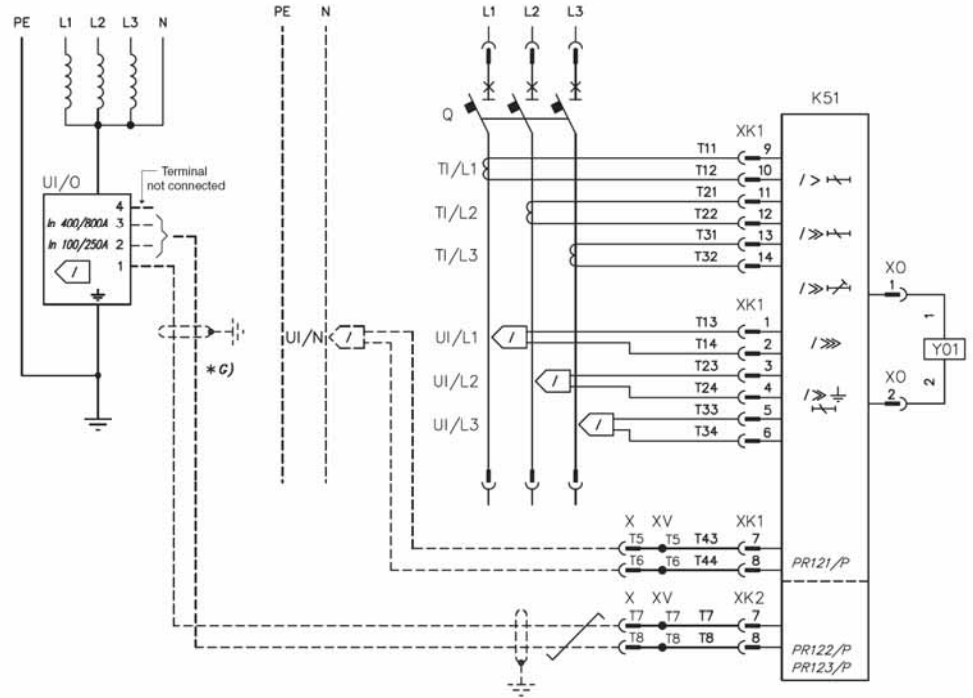 PE L1 L2 L3 N
PE N
L1 L2 L3
Q
K51
UI/O
Terminal
not connected
4
In 400/800A 3
In 100/250A 2
1
/
*G)
UI/N
/
XK1
TI/L1
T11 9
T12 10
TI/L2
T21 11
T22 12
TI/L3
T31 13
T32 14
XK1
UI/L1
/
T13 1
T14 2
UI/L2
/
T23 3
T24 4
UI/L3
/
T33 5
T34 6
/>
/>>
/>>
/>>>
/>>
XO
1
1
Y01
2
XO
2
X XV XK1
T5 T5 T43 7
T6 T6 T44 8
PR121/P
X XV XK2
T7 T7 T7 7
T8 T8 T8 8
PR122/P
PR123/P